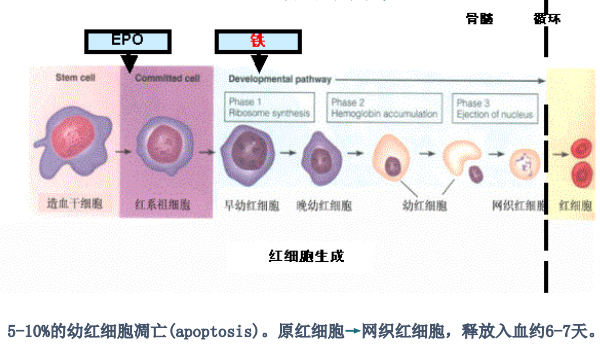 骨髓 循环
EPO 铁
Stem cell Committed cell Developmental pathway
Phase 1 Phase 2 Phase 3
Ribosome synthesis Hemoglobin accumulation Ejection of nucleus
造血干细胞 红系祖细胞 早幼红细胞 晚幼红细胞 幼红细胞 网织红细胞 红细胞
红细胞生成
5-10%的幼红细胞凋亡(apoptosis)。原红细胞→网织红细胞，释放入血约6-7天。